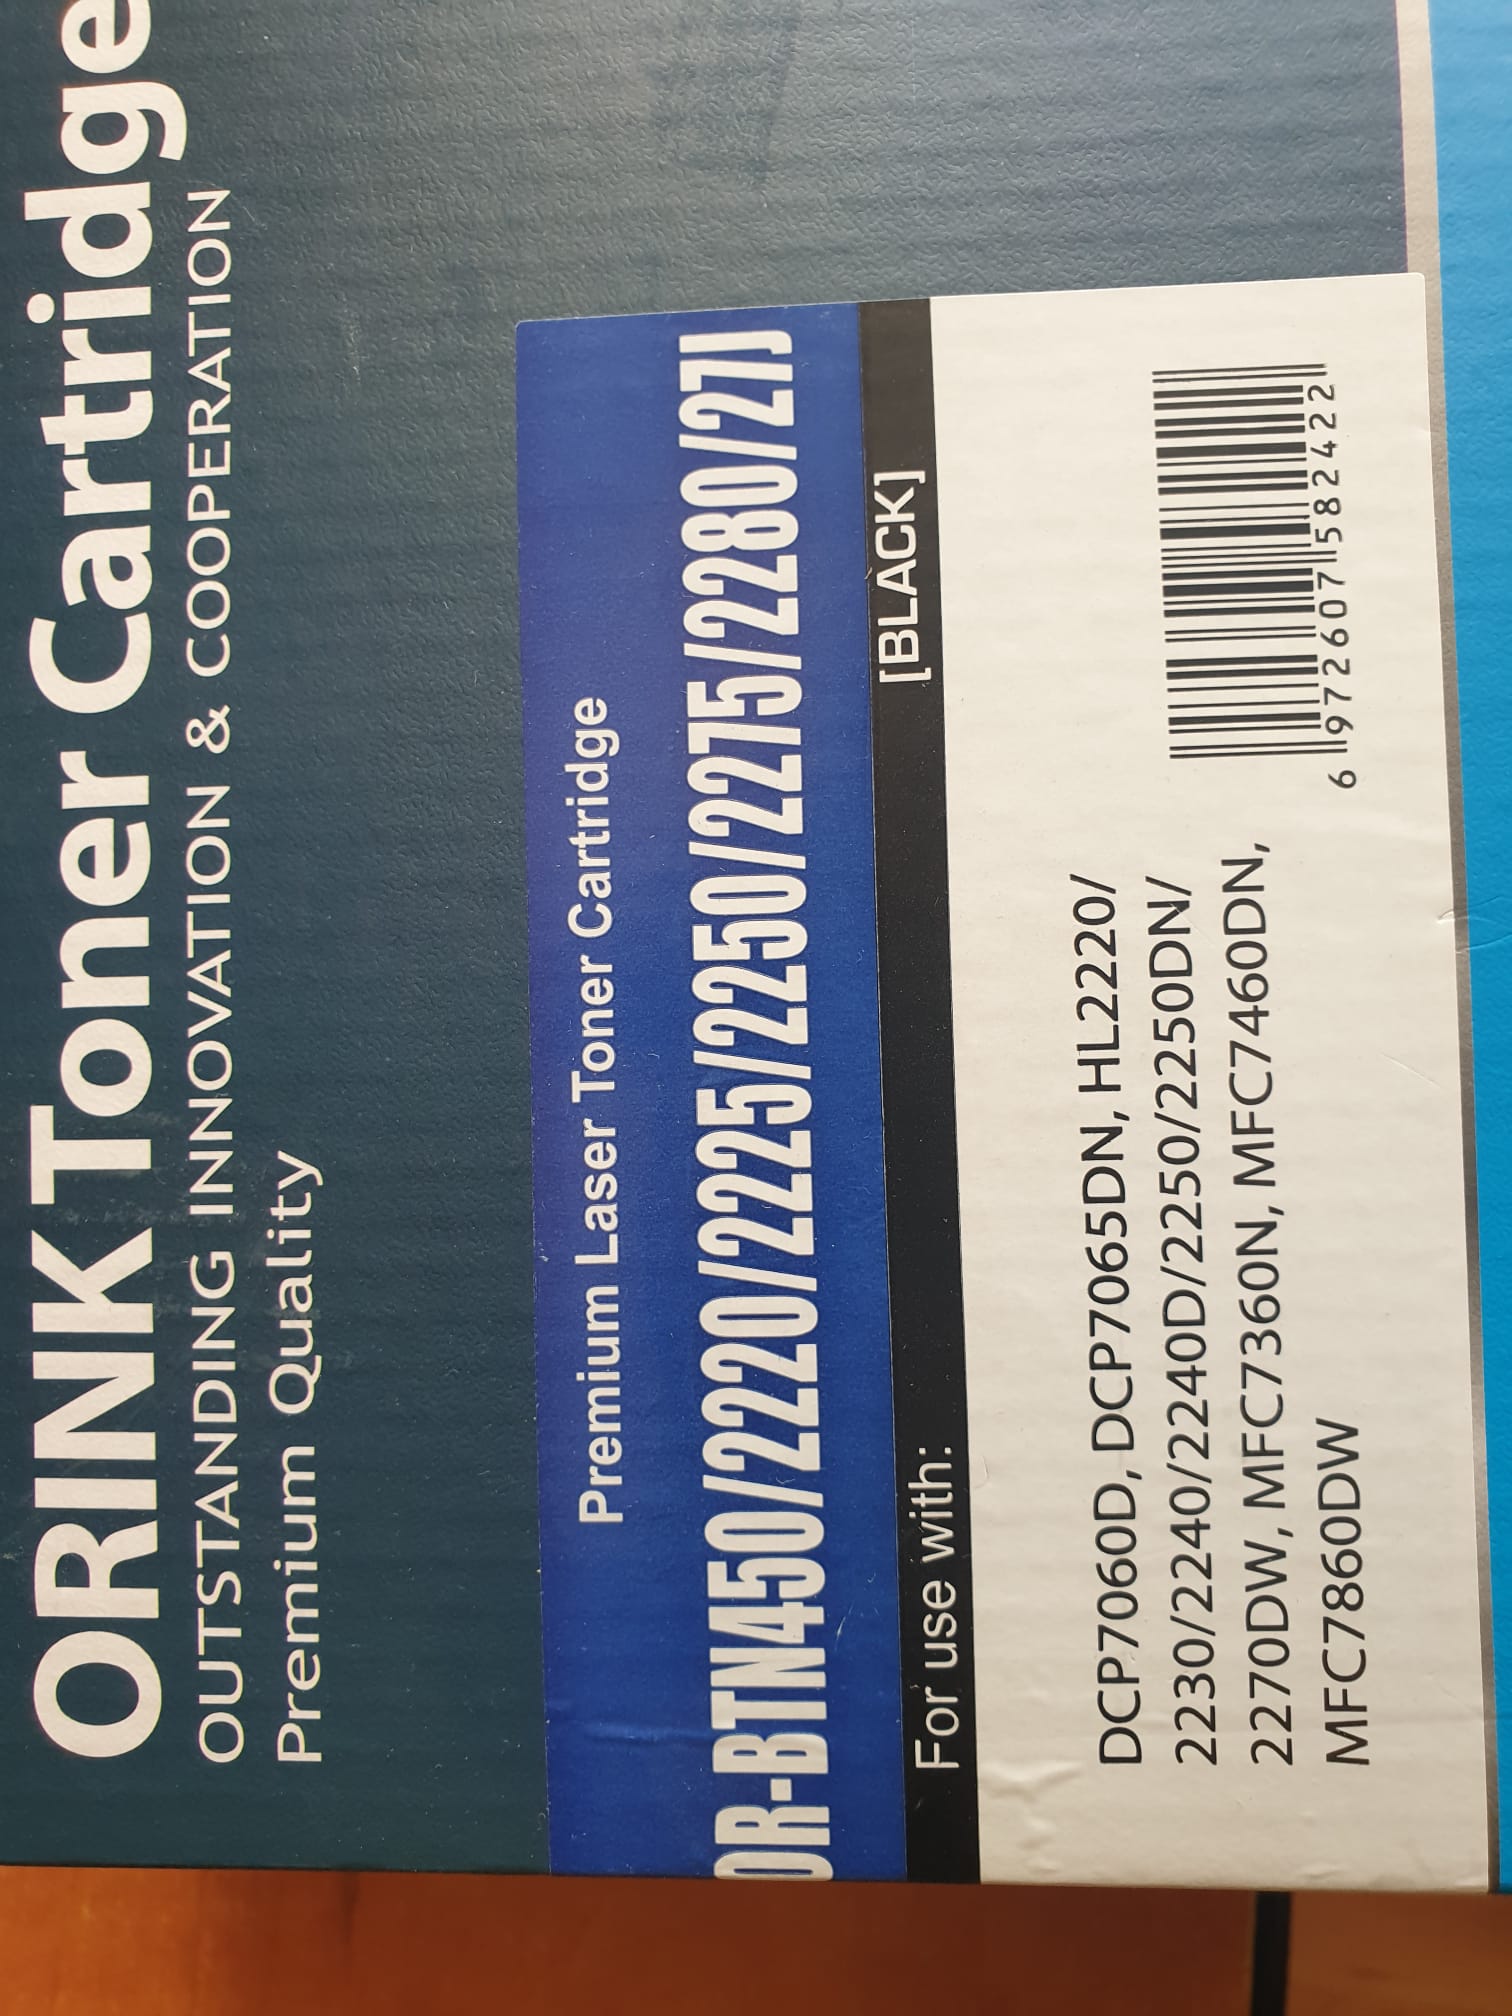 ORINK Toner Cartridge
OUTSTANDING INNOVATION & COOPERATION
Premium Quality
Premium Laser Toner Cartridge
OR-BTN450/2220/2225/2250/2275/2280/27J
For use with: [BLACK]
DCP7060D, DCP7065DN, HL2220/
2230/2240/2240D/2250/2250DN/
2270DW, MFC7360N, MFC7460DN,
MFC7860DW
6 972607 582422